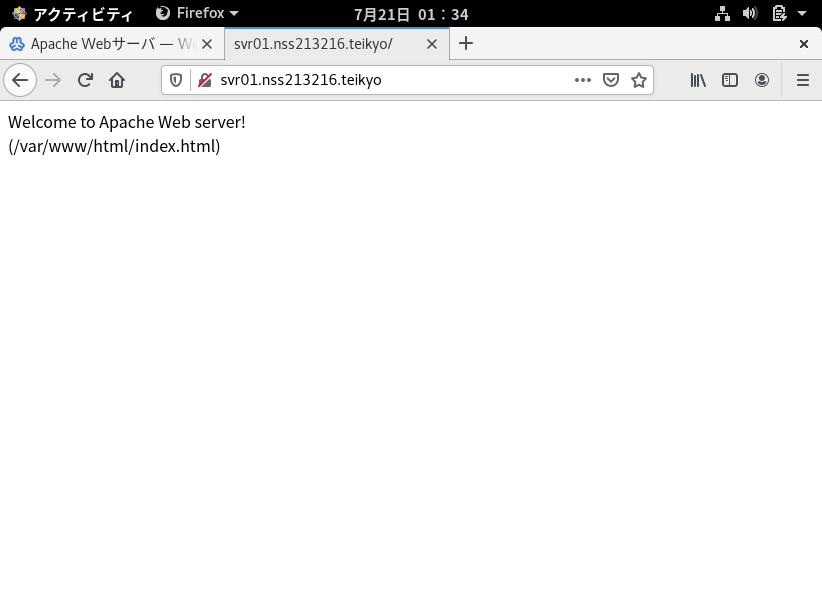 アクティビティ Firefox 7月21日 01：34
Apache Webサーバ — W svr01.nss213216.teikyo/
svr01.nss213216.teikyo
Welcome to Apache Web server!
(/var/www/html/index.html)